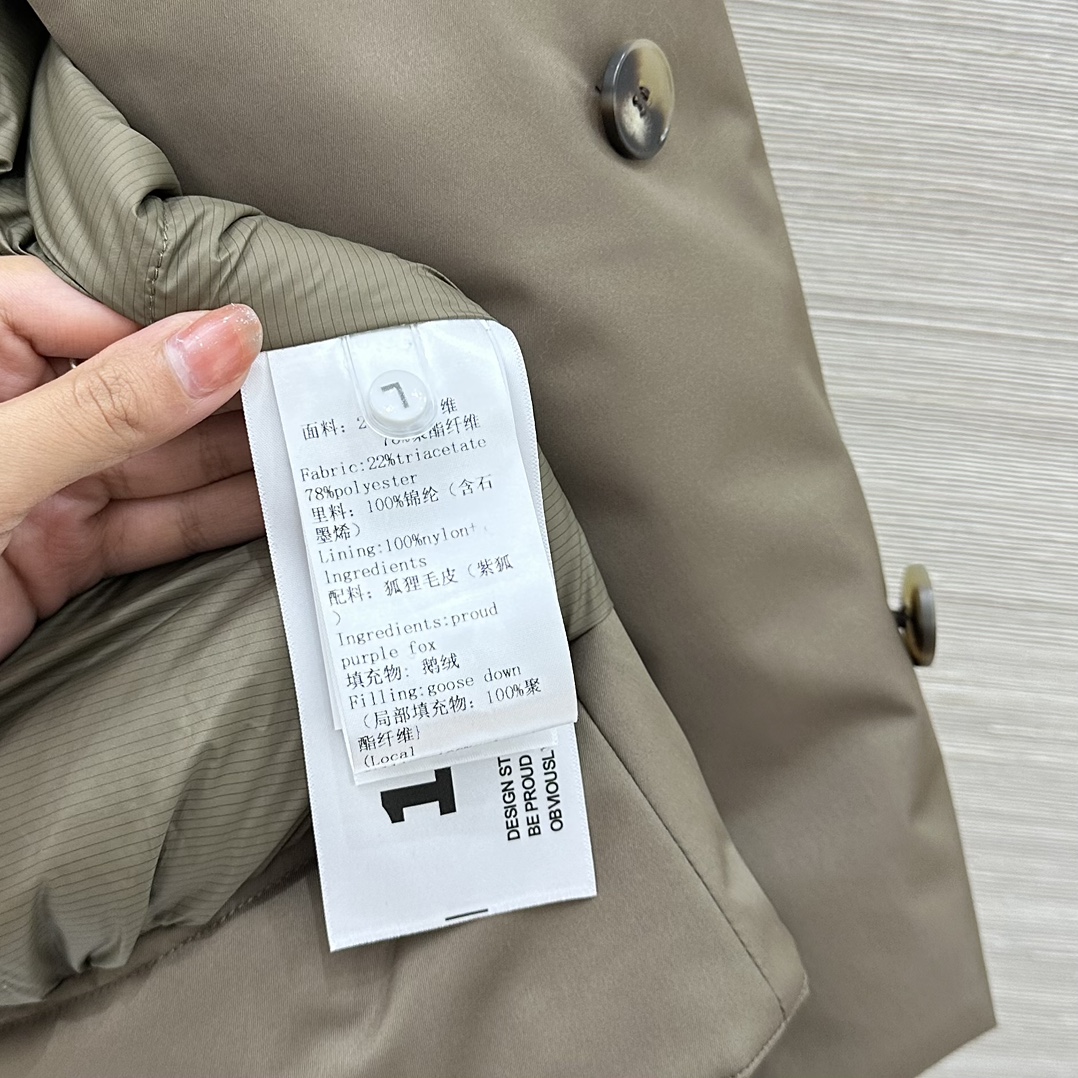 L
面料：2 维
78%聚酯纤维
Fabric:22%triacetate
78%polyester
里料：100%锦纶（含石
墨烯）
Lining:100%nylon+
Ingredients
配料：狐狸毛皮（紫狐
）
Ingredients:proud
purple fox
填充物：鹅绒
Filling:goose down
（局部填充物：100%聚
酯纤维}
(Local
1
DESIGN ST
BE PROUD
OBVIOUSL